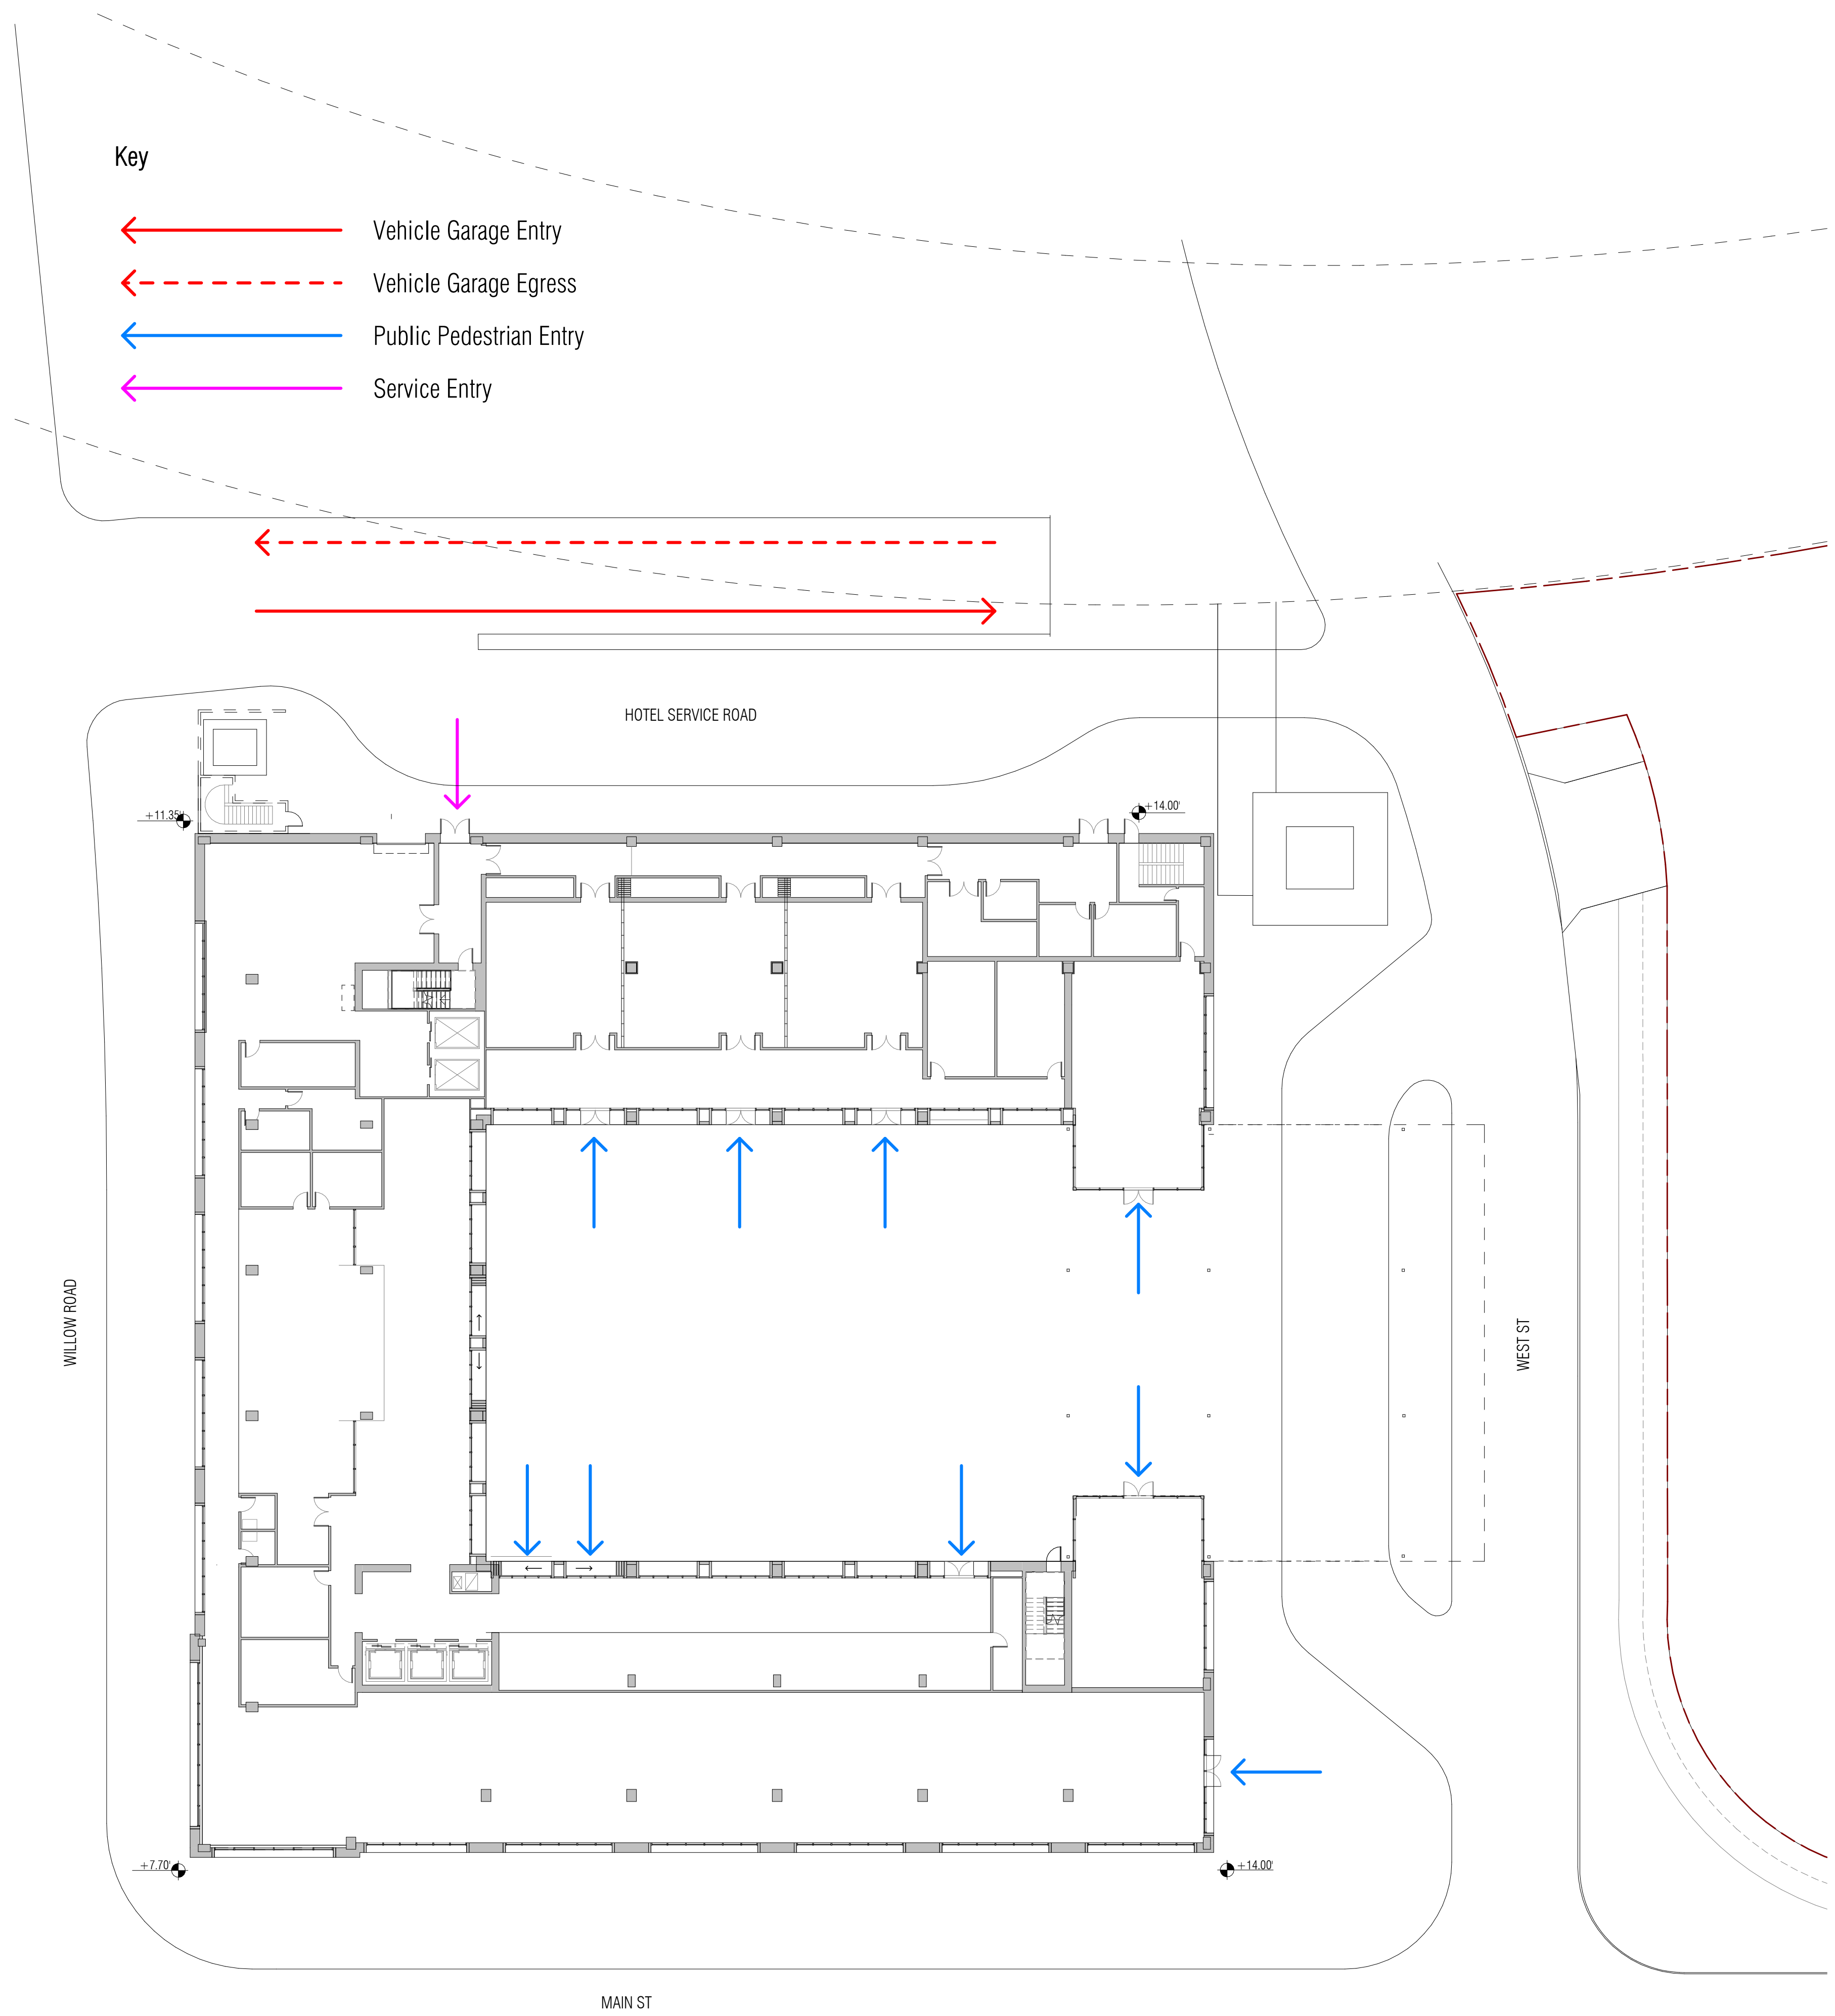 Key
Vehicle Garage Entry
Vehicle Garage Egress
Public Pedestrian Entry
Service Entry
HOTEL SERVICE ROAD
+11.35'
+14.00'
WILLOW ROAD
WEST ST
+7.70'
+14.00'
MAIN ST